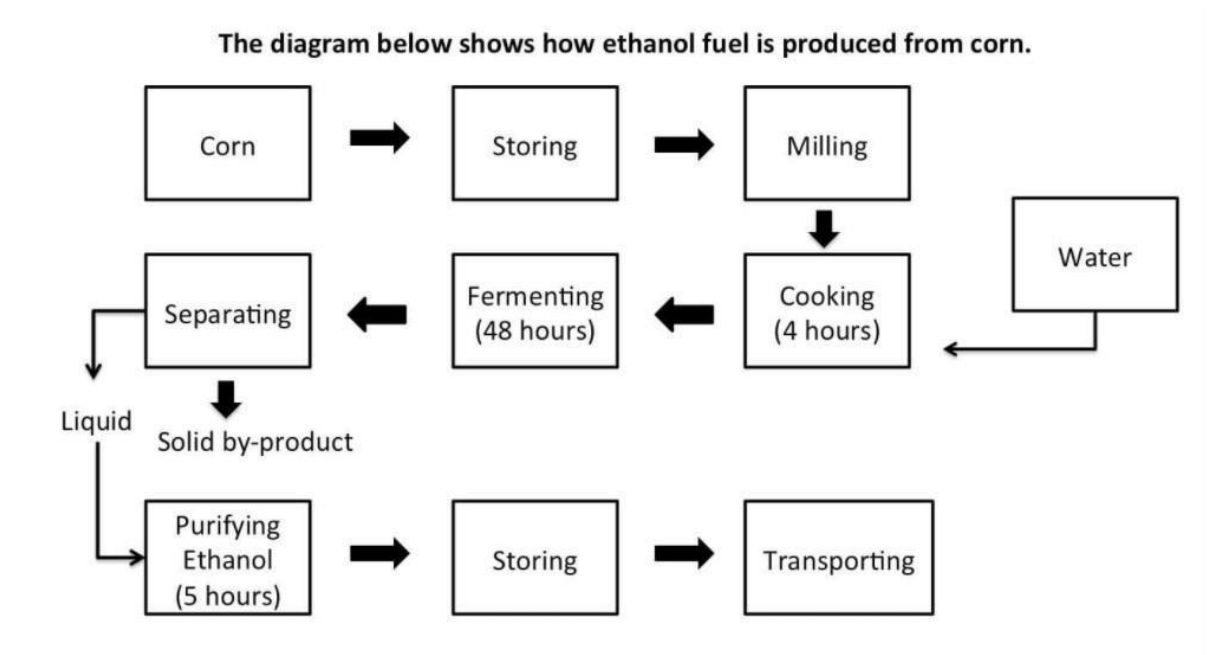 The diagram below shows how ethanol fuel is produced from corn.
Corn
Storing
Milling
Water
Cooking
(4 hours)
Fermenting
(48 hours)
Separating
Liquid
Solid by-product
Purifying
Ethanol
(5 hours)
Storing
Transporting